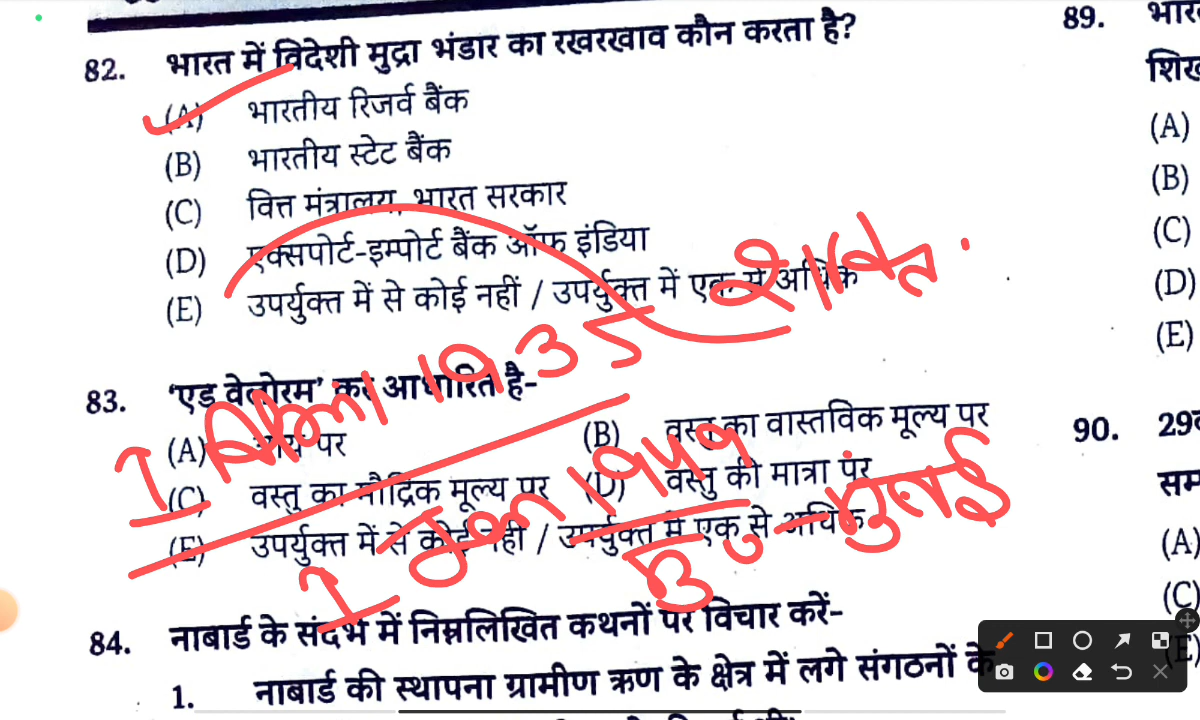 82. भारत में विदेशी मुद्रा भंडार का रखरखाव कौन करता है?
(A) भारतीय रिजर्व बैंक
(B) भारतीय स्टेट बैंक
(C) वित्त मंत्रालय, भारत सरकार
(D) एक्सपोर्ट-इम्पोर्ट बैंक ऑफ इंडिया
(E) उपर्युक्त में से कोई नहीं / उपर्युक्त में एक से अधिक
83. 'एड वेलोरम' कर आधारित है-
(A) पर
(B) वस्तु का वास्तविक मूल्य पर
(C) वस्तु का मौद्रिक मूल्य पर
(D) वस्तु की मात्रा पर
(E) उपर्युक्त में से कोई नहीं / उपर्युक्त में एक से अधिक
84. नाबार्ड के संदर्भ में निम्नलिखित कथनों पर विचार करें-
1. नाबार्ड की स्थापना ग्रामीण ऋण के क्षेत्र में लगे संगठनों के
1 April 1935
1 Jan 1949
89.
(A)
(B)
(C)
(D)
(E)
90.
(A)
(C)
(E)